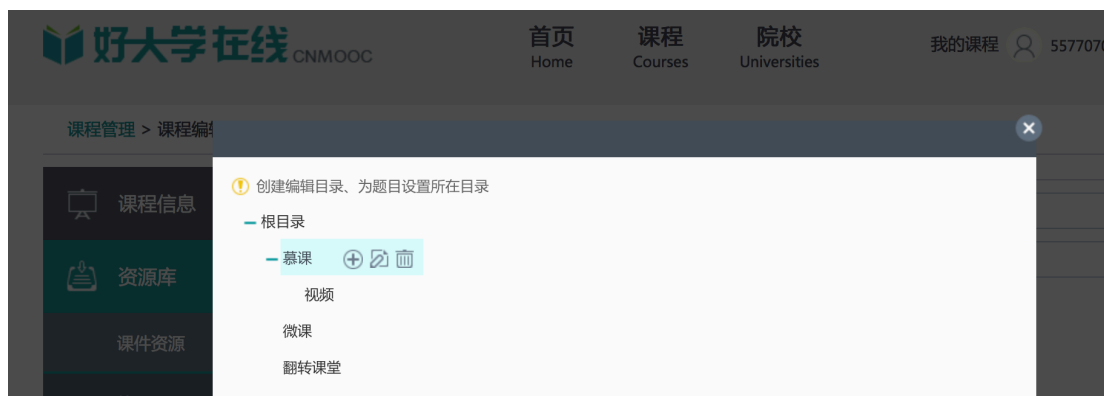 好大学在线 CNMOOC
首页 课程 院校 我的课程 557707
Home Courses Universities
课程管理 > 课程编
创建编辑目录、为题目设置所在目录
课程信息
根目录
慕课
资源库
视频
微课
课件资源
翻转课堂